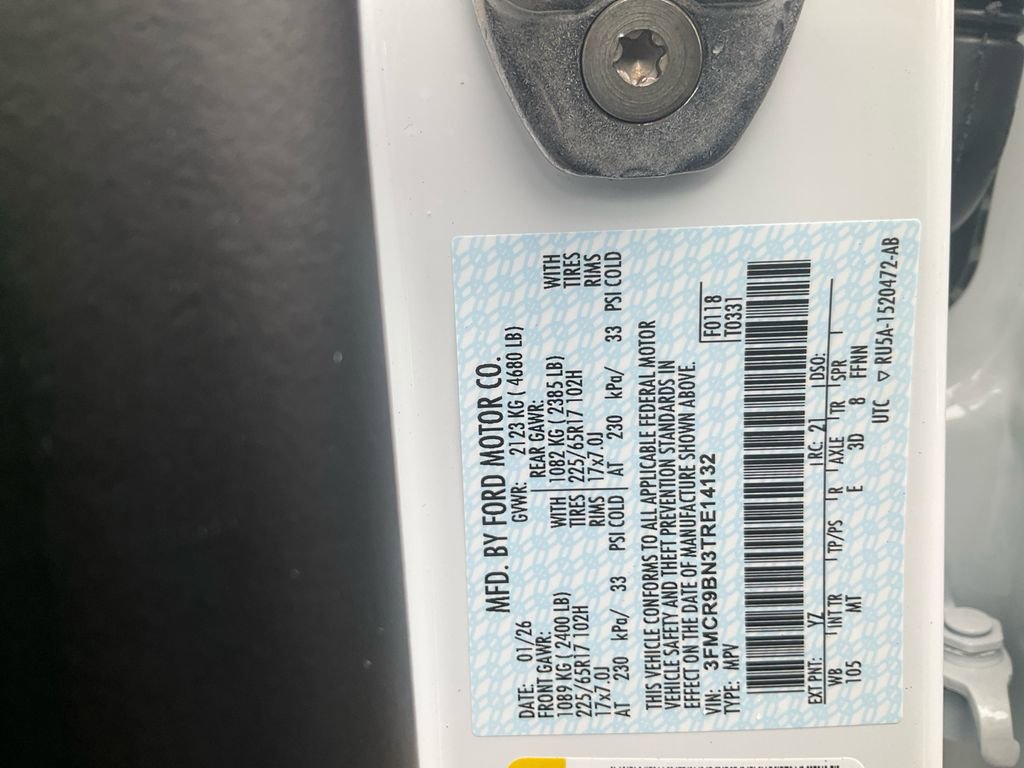 MFD. BY FORD MOTOR CO.
DATE: 01/26 GVWR: 2123 KG ( 4680 LB)
FRONT GAWR: REAR GAWR:
1089 KG ( 2400 LB) WITH 1082 KG ( 2385 LB) WITH
225/65R17 102H TIRES 225/65R17 102H TIRES
17x7.0J RIMS 17x7.0J RIMS
AT 230 kPa/ 33 PSI COLD AT 230 kPa/ 33 PSI COLD
THIS VEHICLE CONFORMS TO ALL APPLICABLE FEDERAL MOTOR
VEHICLE SAFETY AND THEFT PREVENTION STANDARDS IN
EFFECT ON THE DATE OF MANUFACTURE SHOWN ABOVE.
VIN: 3FMCR9BN3TRE14132 F0118
TYPE: MPV T0331
EXT PNT: YZ RC: 21 DSO:
WB INT TR TP/PS R AXLE TR SPR
105 MT E 3D 8 FFNN
UTC ▽ RU5A-1520472-AB